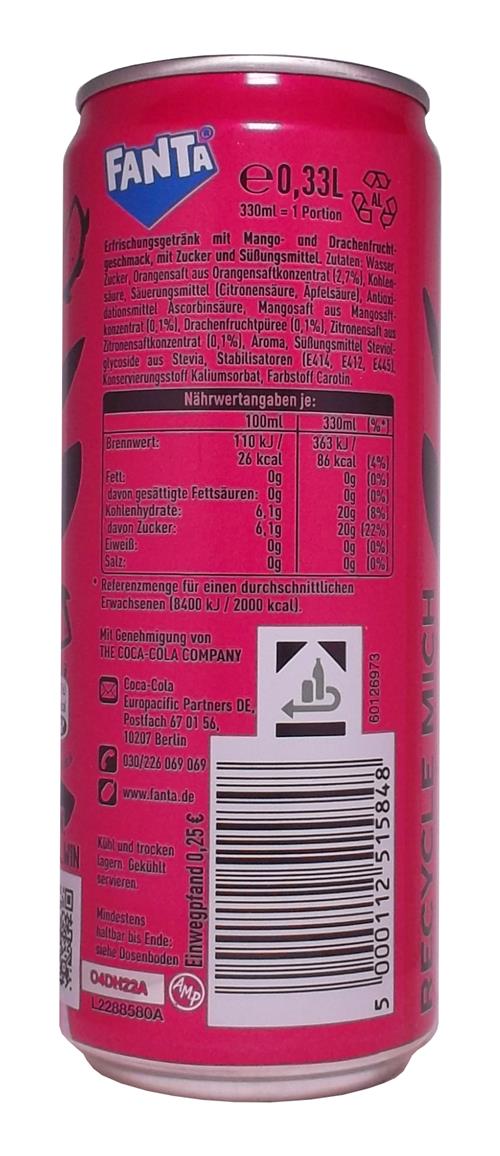 FANTA®
℮0,33L
330ml = 1 Portion
AL
Erfrischungsgetränk mit Mango- und Drachenfrucht-
geschmack, mit Zucker und Süßungsmittel. Zutaten: Wasser,
Zucker, Orangensaft aus Orangensaftkonzentrat (2,7%), Kohlen-
säure, Säuerungsmittel (Citronensäure, Äpfelsäure), Antioxi-
dationsmittel Ascorbinsäure, Mangosaft aus Mangosaft-
konzentrat (0,1%), Drachenfruchtpüree (0,1%), Zitronensaft aus
Zitronensaftkonzentrat (0,1%), Aroma, Süßungsmittel Steviol-
glycoside aus Stevia, Stabilisatoren (E414, E412, E445),
Konservierungsstoff Kaliumsorbat, Farbstoff Carotin.
Nährwertangaben je:
100ml 330ml (%*)
Brennwert: 110 kJ / 363 kJ /
26 kcal 86 kcal (4%)
Fett: 0g 0g (0%)
davon gesättigte Fettsäuren: 0g 0g (0%)
Kohlenhydrate: 6,1g 20g (8%)
davon Zucker: 6,1g 20g (22%)
Eiweiß: 0g 0g (0%)
Salz: 0g 0g (0%)
* Referenzmenge für einen durchschnittlichen
Erwachsenen (8400 kJ / 2000 kcal).
Mit Genehmigung von
THE COCA-COLA COMPANY
Coca-Cola
Europacific Partners DE,
Postfach 67 01 56,
10207 Berlin
030/226 069 069
www.fanta.de
Kühl und trocken
lagern. Gekühlt
servieren.
Mindestens
haltbar bis Ende:
siehe Dosenboden
04DH22A
L2288580A
AMP
Einwegpfand 0,25 €
60126973
5 000112 515848
RECYCLE MICH
WIN